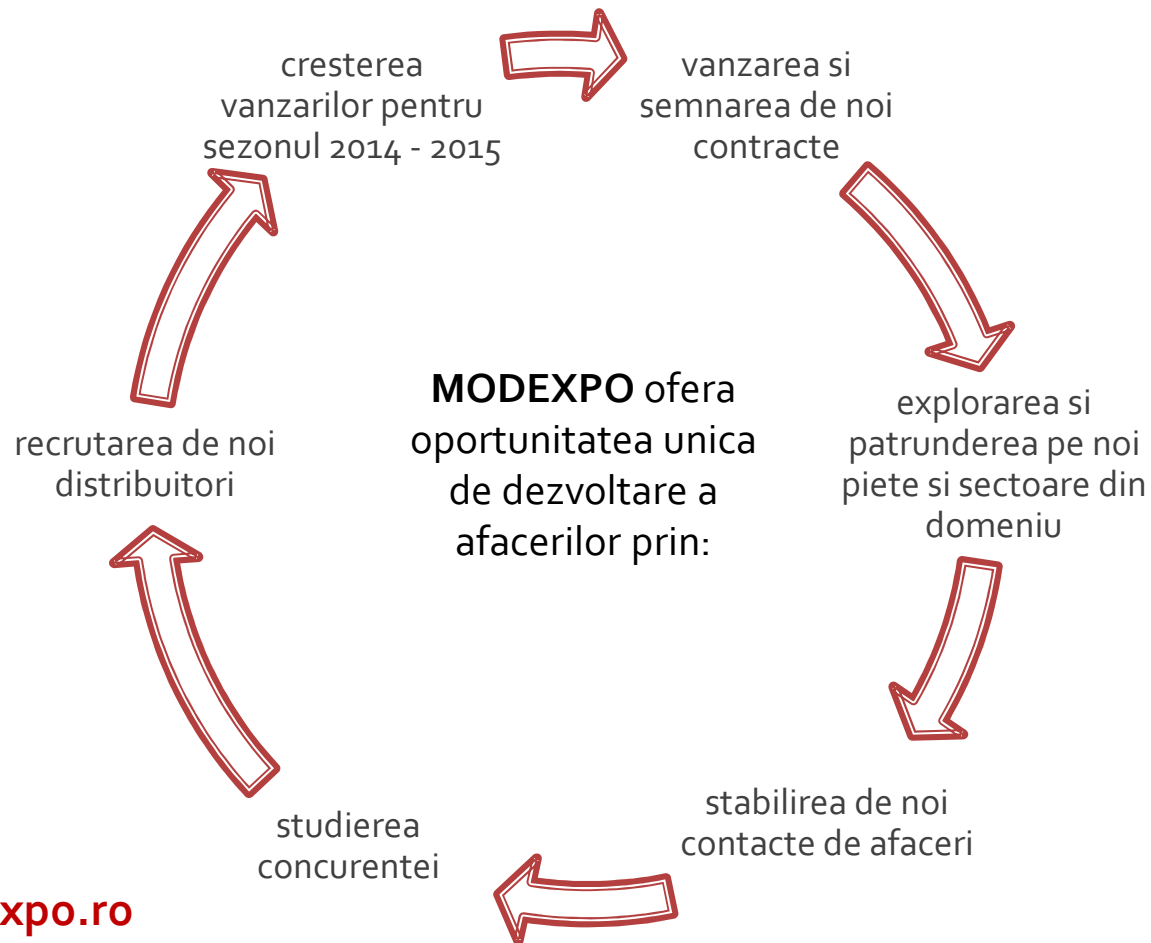 cresterea
vanzarilor pentru
sezonul 2014 - 2015
vanzarea si
semnarea de noi
contracte
explorarea si
patrunderea pe noi
piete si sectoare din
domeniu
stabilirea de noi
contacte de afaceri
studierea
concurentei
recrutarea de noi
distribuitori
MODEXPO ofera
oportunitatea unica
de dezvoltare a
afacerilor prin:
xpo.ro